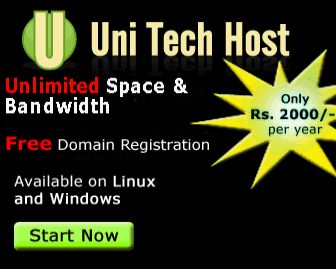 U Uni Tech Host
Unlimited Space &
Bandwidth
Only
Rs. 2000/-
per year
Free Domain Registration
Available on Linux
and Windows
Start Now